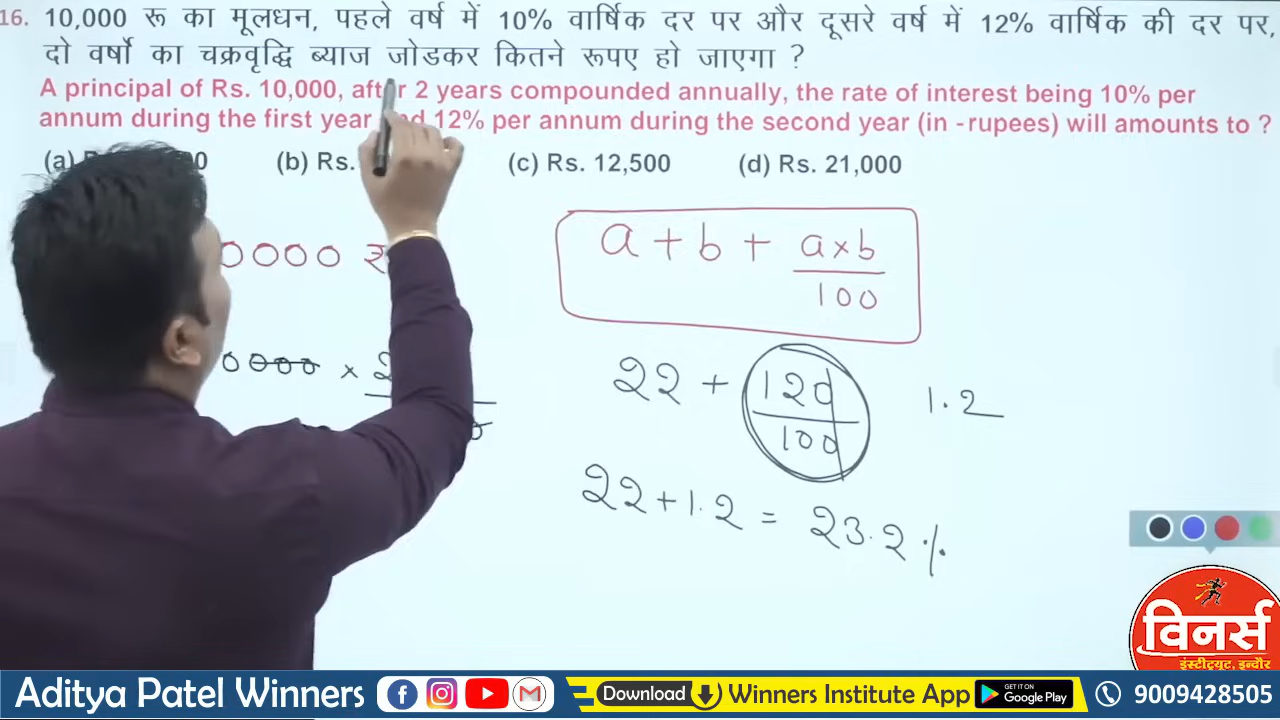 16. 10,000 रू का मूलधन, पहले वर्ष में 10% वार्षिक दर पर और दूसरे वर्ष में 12% वार्षिक की दर पर,
दो वर्षो का चक्रवृद्धि ब्याज जोडकर कितने रूपए हो जाएगा ?
A principal of Rs. 10,000, after 2 years compounded annually, the rate of interest being 10% per
annum during the first year and 12% per annum during the second year (in -rupees) will amounts to ?
(a) (b) Rs. (c) Rs. 12,500 (d) Rs. 21,000
a + b + a×b/100
0000 ₹
0000 ×
22 + 120/100 1.2
22 + 1.2 = 23.2 %
विनर्स
इंस्टीट्यूट, इन्दौर
Aditya Patel Winners Download Winners Institute App GET IT ON Google Play 9009428505